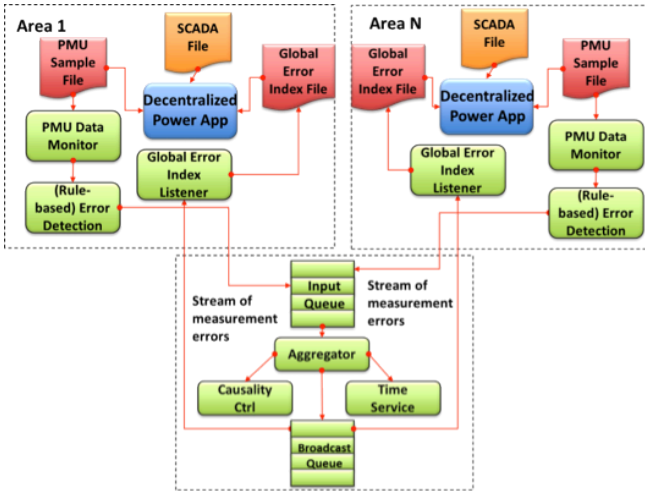 Area 1
PMU
Sample
File
SCADA
File
Global
Error
Index File
Decentralized
Power App
PMU Data
Monitor
Global Error
Index
Listener
(Rule-
based) Error
Detection
Area N
Global
Error
Index File
SCADA
File
PMU
Sample
File
Decentralized
Power App
PMU Data
Monitor
Global Error
Index
Listener
(Rule-
based) Error
Detection
Stream of
measurement
errors
Input
Queue
Stream of
measurement
errors
Aggregator
Causality
Ctrl
Time
Service
Broadcast
Queue